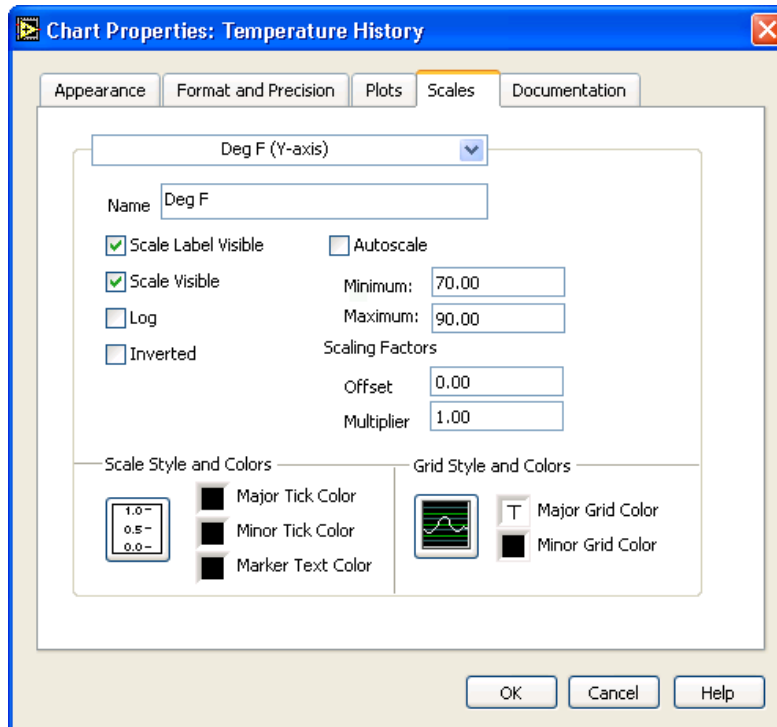 Chart Properties: Temperature History
Appearance Format and Precision Plots Scales Documentation
Deg F (Y-axis)
Name Deg F
Scale Label Visible Autoscale
Scale Visible Minimum: 70.00
Log Maximum: 90.00
Inverted Scaling Factors
Offset 0.00
Multiplier 1.00
Scale Style and Colors Grid Style and Colors
1.0 Major Tick Color T Major Grid Color
0.5 Minor Tick Color Minor Grid Color
0.0 Marker Text Color
OK Cancel Help